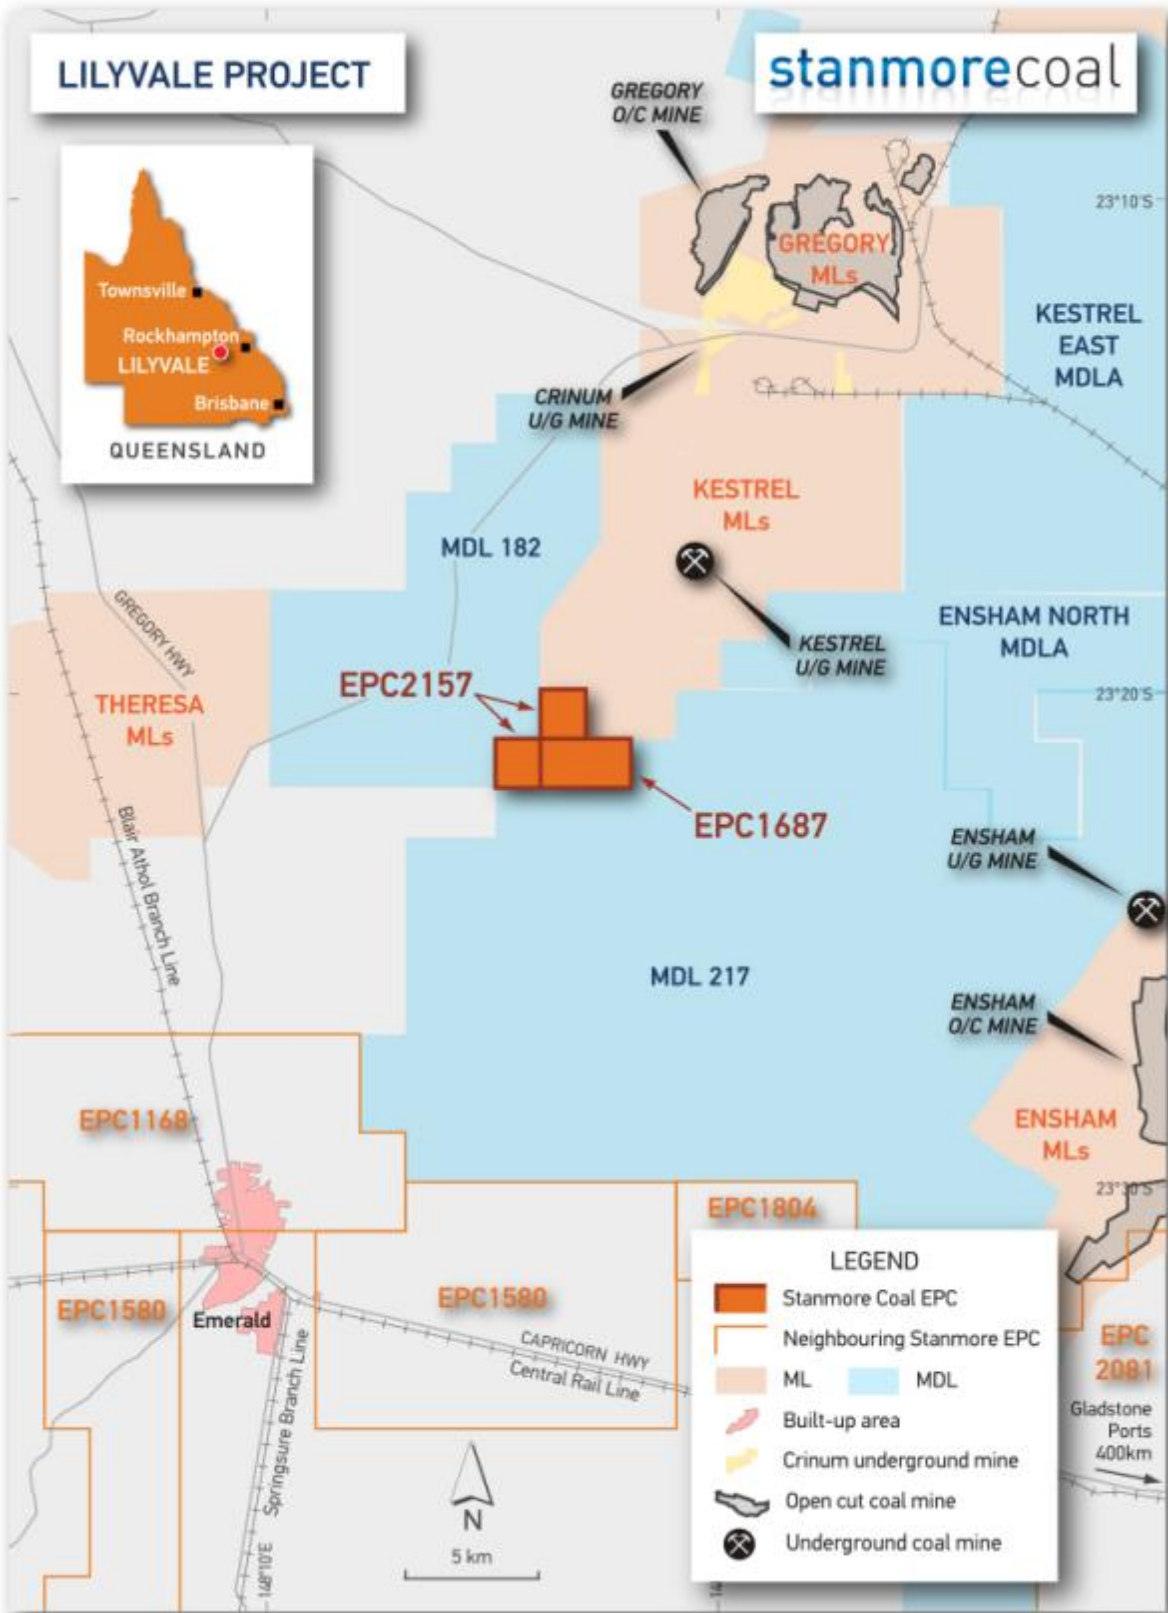 LILYVALE PROJECT
stanmorecoal
GREGORY
O/C MINE
23°10'S
Townsville
Rockhampton
LILYVALE
Brisbane
QUEENSLAND
GREGORY
MLs
KESTREL
EAST
MDLA
CRINUM
U/G MINE
KESTREL
MLs
MDL 182
GREGORY HWY
ENSHAM NORTH
MDLA
KESTREL
U/G MINE
EPC2157
23°20'S
THERESA
MLs
EPC1687
Blair Athol Branch Line
ENSHAM
U/G MINE
MDL 217
ENSHAM
O/C MINE
EPC1168
ENSHAM
MLs
23°30'S
EPC1804
EPC1580
Emerald
EPC1580
CAPRICORN HWY
Central Rail Line
Springsure Branch Line
EPC
2081
Gladstone
Ports
400km
LEGEND
Stanmore Coal EPC
Neighbouring Stanmore EPC
ML
MDL
Built-up area
Crinum underground mine
Open cut coal mine
Underground coal mine
N
5 km
148°10'E